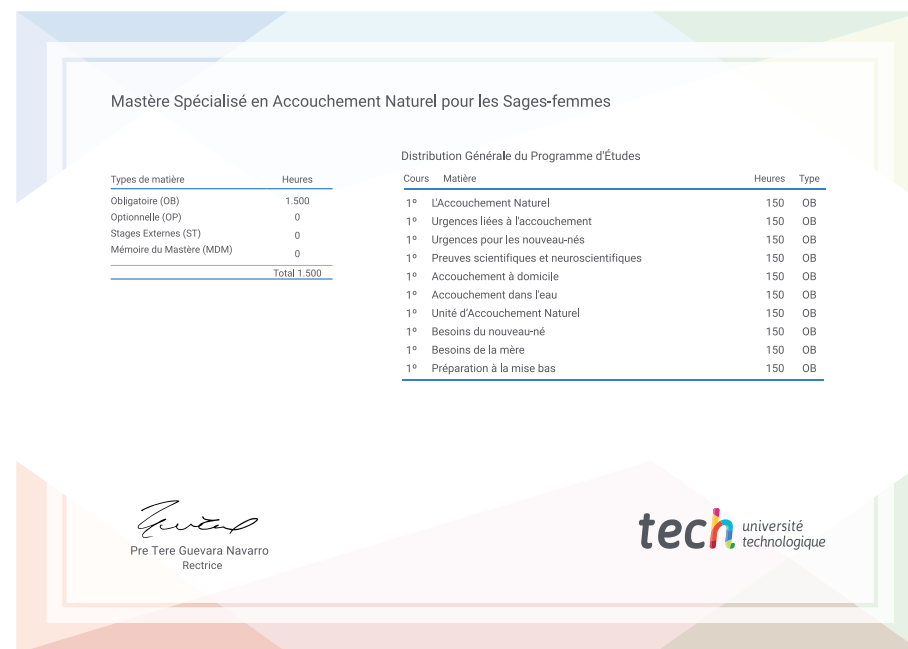 Mastère Spécialisé en Accouchement Naturel pour les Sages-femmes
Types de matière Heures
Obligatoire (OB) 1.500
Optionnelle (OP) 0
Stages Externes (ST) 0
Mémoire du Mastère (MDM) 0
Total 1.500
Distribution Générale du Programme d'Études
Cours Matière Heures Type
1º L'Accouchement Naturel 150 OB
1º Urgences liées à l'accouchement 150 OB
1º Urgences pour les nouveau-nés 150 OB
1º Preuves scientifiques et neuroscientifiques 150 OB
1º Accouchement à domicile 150 OB
1º Accouchement dans l'eau 150 OB
1º Unité d'Accouchement Naturel 150 OB
1º Besoins du nouveau-né 150 OB
1º Besoins de la mère 150 OB
1º Préparation à la mise bas 150 OB
Pre Tere Guevara Navarro
Rectrice
tech université
technologique